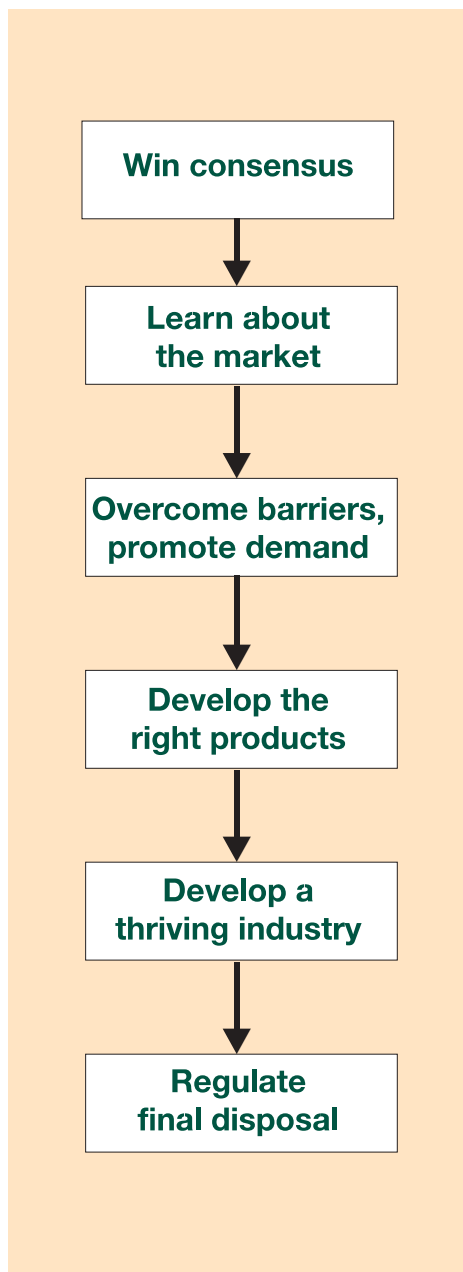 Win consensus
Learn about
the market
Overcome barriers,
promote demand
Develop the
right products
Develop a
thriving industry
Regulate
final disposal